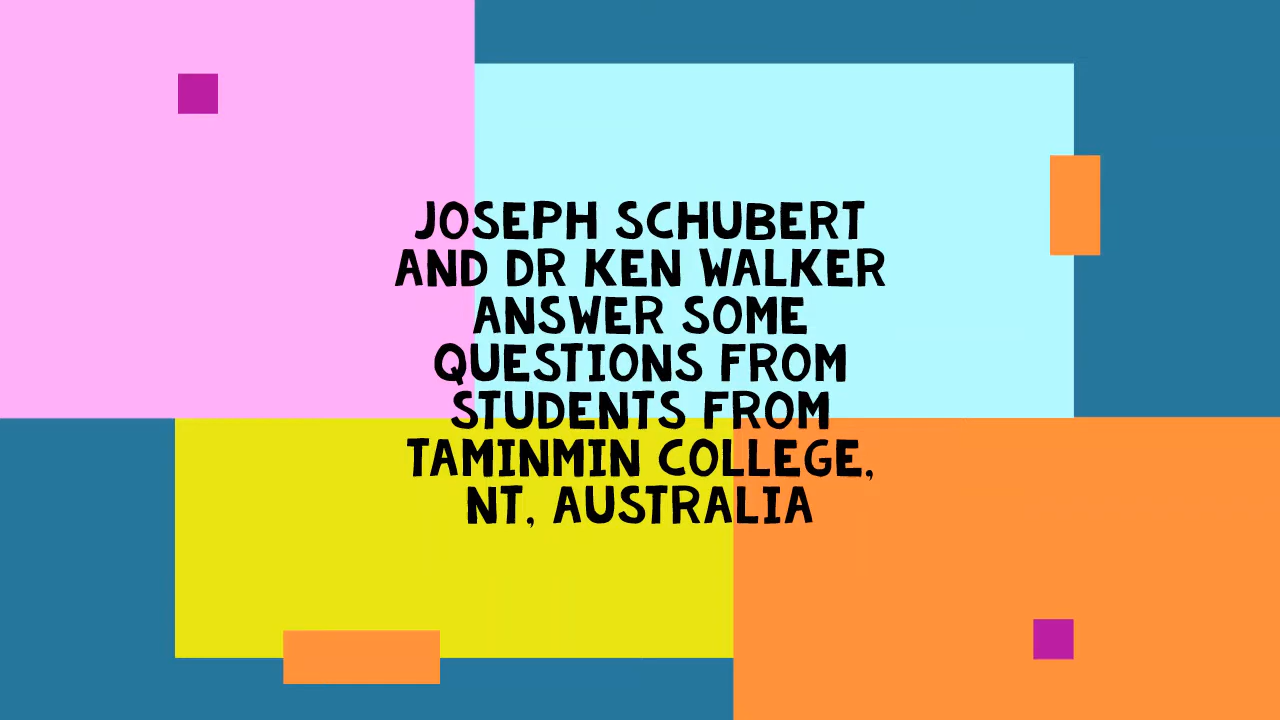 JOSEPH SCHUBERT
AND DR KEN WALKER
ANSWER SOME
QUESTIONS FROM
STUDENTS FROM
TAMINMIN COLLEGE,
NT, AUSTRALIA